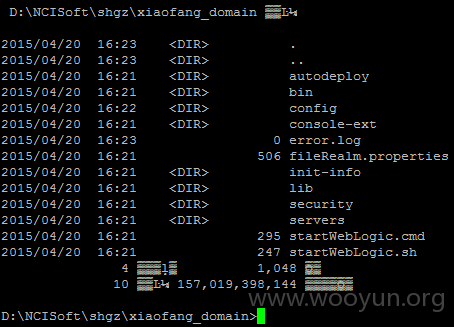 D:\NCISoft\shgz\xiaofang_domain
2015/04/20 16:23 <DIR> .
2015/04/20 16:23 <DIR> ..
2015/04/20 16:21 <DIR> autodeploy
2015/04/20 16:21 <DIR> bin
2015/04/20 16:22 <DIR> config
2015/04/20 16:21 <DIR> console-ext
2015/04/20 16:23 0 error.log
2015/04/20 16:21 506 fileRealm.properties
2015/04/20 16:21 <DIR> init-info
2015/04/20 16:21 <DIR> lib
2015/04/20 16:21 <DIR> security
2015/04/20 16:21 <DIR> servers
2015/04/20 16:21 295 startWebLogic.cmd
2015/04/20 16:21 247 startWebLogic.sh
4 1,048
10 157,019,398,144
www.wooyun.org
D:\NCISoft\shgz\xiaofang_domain>